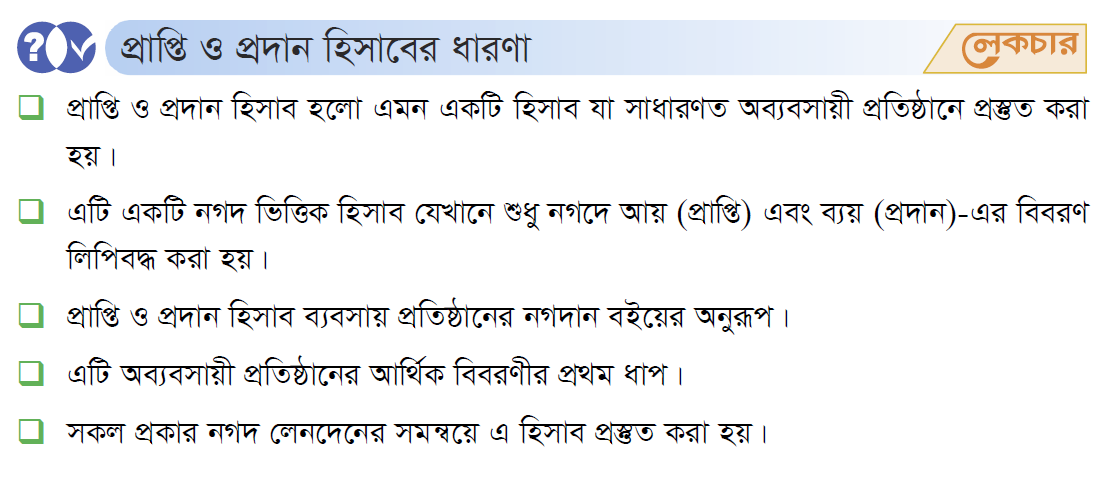 প্রাপ্তি ও প্রদান হিসাবের ধারণা
লেকচার
প্রাপ্তি ও প্রদান হিসাব হলো এমন একটি হিসাব যা সাধারণত অব্যবসায়ী প্রতিষ্ঠানে প্রস্তুত করা
হয়।
এটি একটি নগদ ভিত্তিক হিসাব যেখানে শুধু নগদে আয় (প্রাপ্তি) এবং ব্যয় (প্রদান)-এর বিবরণ
লিপিবদ্ধ করা হয়।
প্রাপ্তি ও প্রদান হিসাব ব্যবসায় প্রতিষ্ঠানের নগদান বইয়ের অনুরূপ।
এটি অব্যবসায়ী প্রতিষ্ঠানের আর্থিক বিবরণীর প্রথম ধাপ।
সকল প্রকার নগদ লেনদেনের সমন্বয়ে এ হিসাব প্রস্তুত করা হয়।